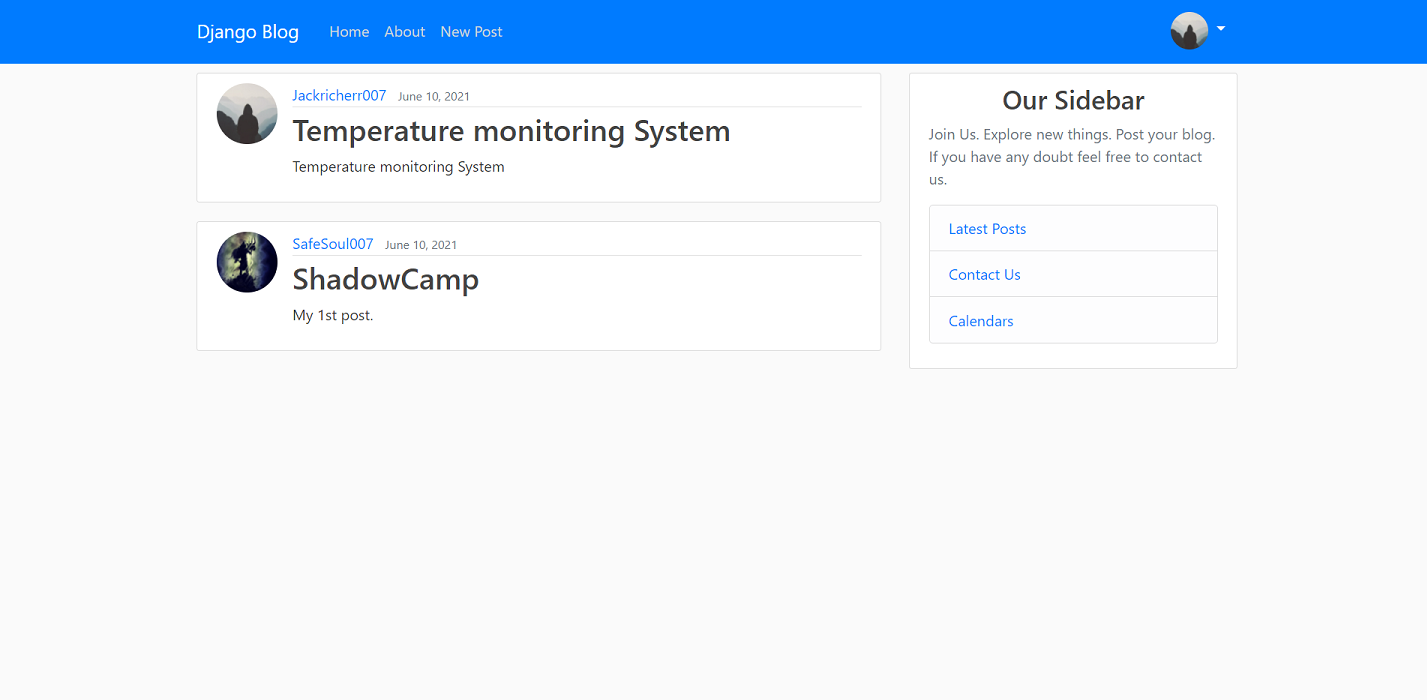 Django Blog Home About New Post
Jackricherr007 June 10, 2021
Temperature monitoring System
Temperature monitoring System
SafeSoul007 June 10, 2021
ShadowCamp
My 1st post.
Our Sidebar
Join Us. Explore new things. Post your blog.
If you have any doubt feel free to contact
us.
Latest Posts
Contact Us
Calendars